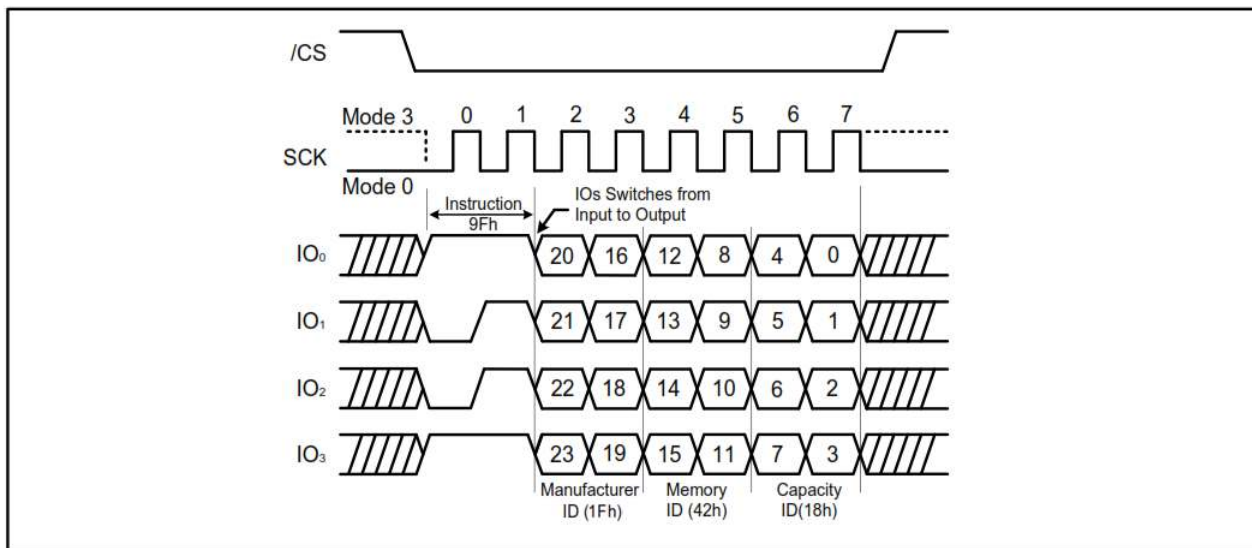 /CS
Mode 3 0 1 2 3 4 5 6 7
SCK
Mode 0
Instruction
9Fh
IOs Switches from
Input to Output
IO₀ 20 16 12 8 4 0
IO₁ 21 17 13 9 5 1
IO₂ 22 18 14 10 6 2
IO₃ 23 19 15 11 7 3
Manufacturer
ID (1Fh)
Memory
ID (42h)
Capacity
ID(18h)